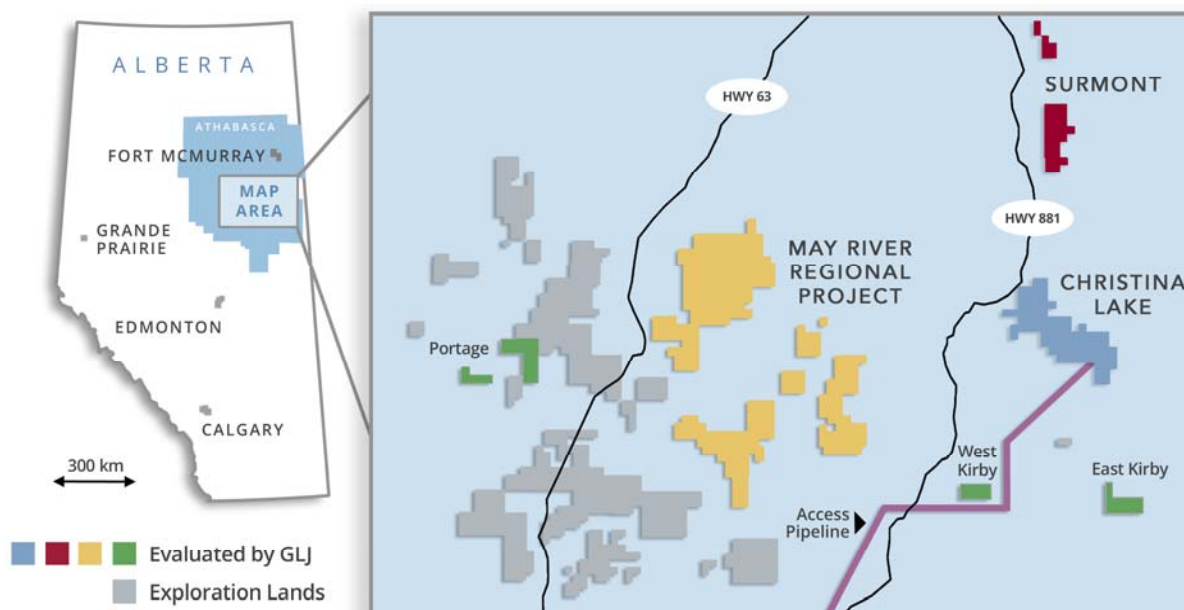 ALBERTA
ATHABASCA
FORT MCMURRAY
MAP
AREA
GRANDE
PRAIRIE
EDMONTON
CALGARY
300 km
Evaluated by GLJ
Exploration Lands
HWY 63
SURMONT
HWY 881
MAY RIVER
REGIONAL
PROJECT
CHRISTINA
LAKE
Portage
West
Kirby
East Kirby
Access
Pipeline